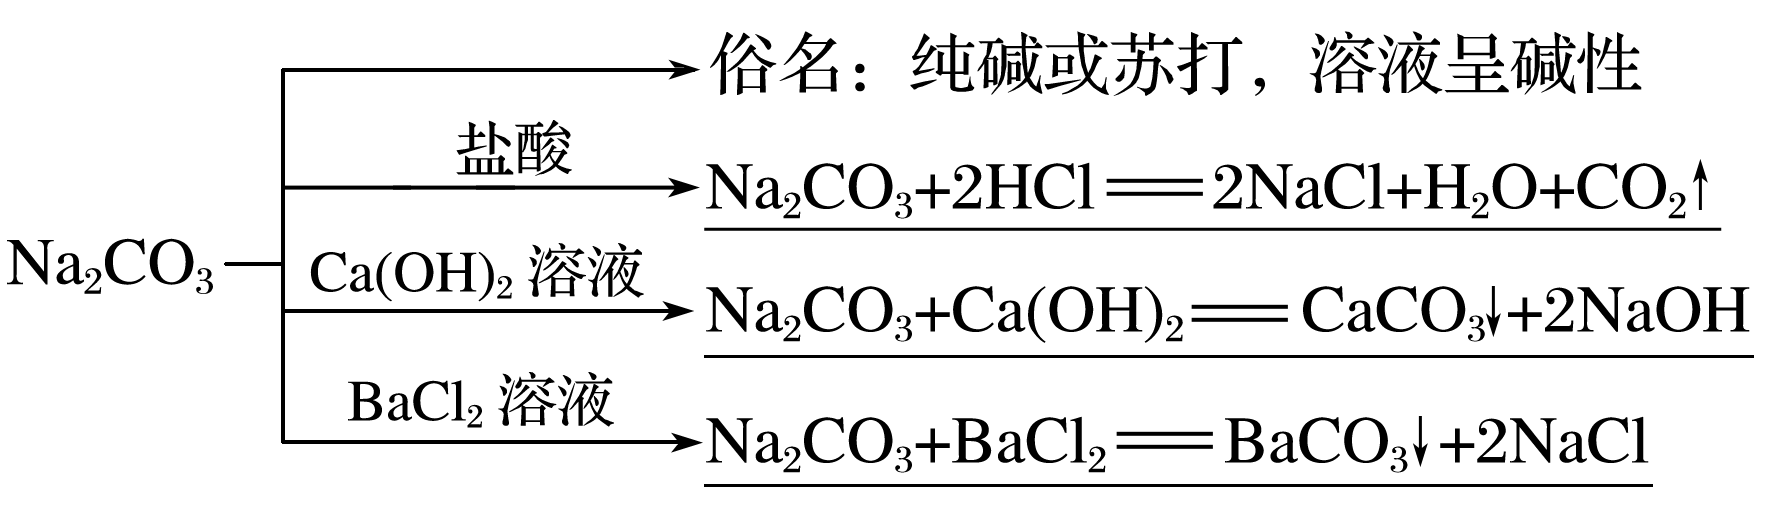 俗名：纯碱或苏打，溶液呈碱性
盐酸
Na₂CO₃+2HCl══2NaCl+H₂O+CO₂↑
Na₂CO₃
Ca(OH)₂ 溶液
Na₂CO₃+Ca(OH)₂══CaCO₃↓+2NaOH
BaCl₂ 溶液
Na₂CO₃+BaCl₂══BaCO₃↓+2NaCl